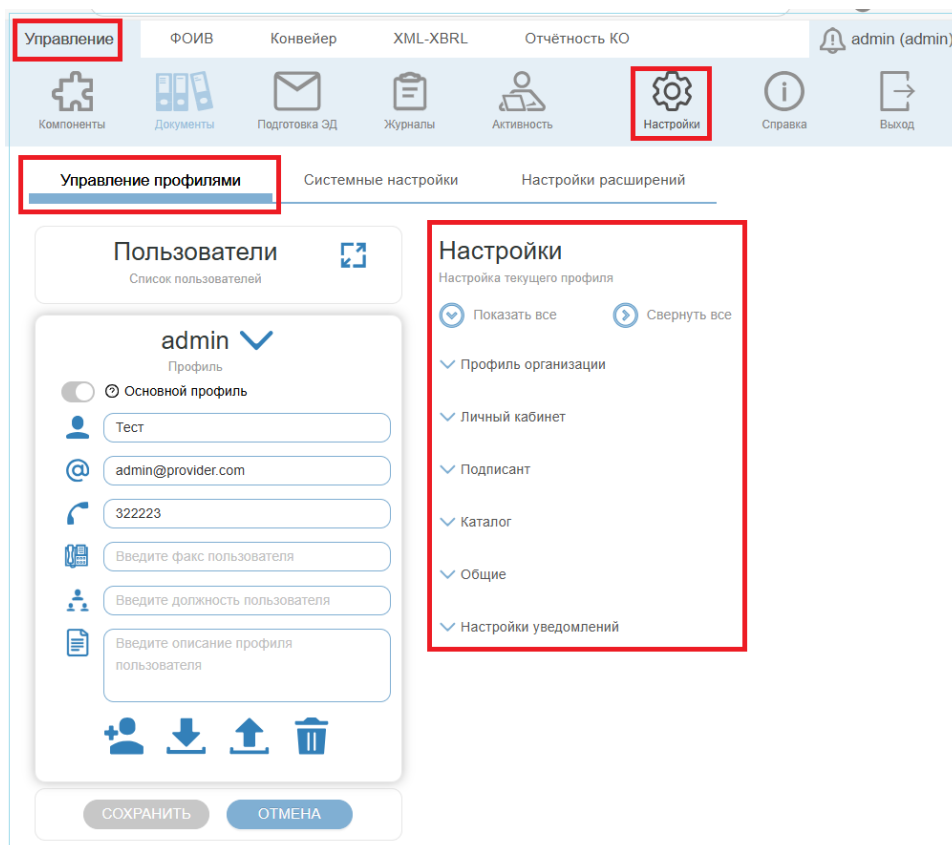 Управление ФОИВ Конвейер XML-XBRL Отчётность КО admin (admin)
Компоненты Документы Подготовка ЭД Журналы Активность Настройки Справка Выход
Управление профилями Системные настройки Настройки расширений
Пользователи
Список пользователей
admin
Профиль
Основной профиль
Тест
admin@provider.com
322223
Введите факс пользователя
Введите должность пользователя
Введите описание профиля
пользователя
СОХРАНИТЬ ОТМЕНА
Настройки
Настройка текущего профиля
Показать все Свернуть все
Профиль организации
Личный кабинет
Подписант
Каталог
Общие
Настройки уведомлений